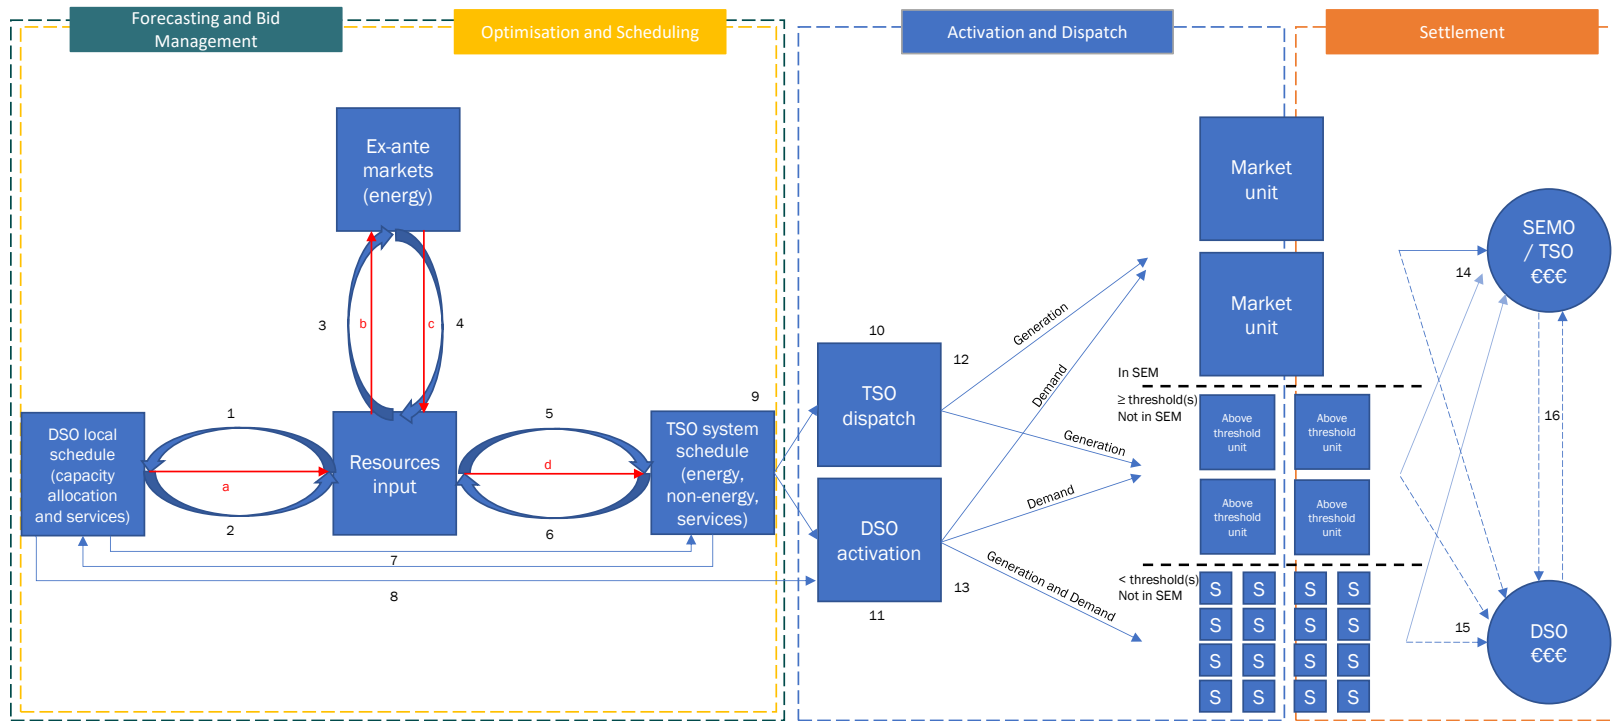 Forecasting and Bid
Management
Optimisation and Scheduling
Activation and Dispatch
Settlement
Ex-ante
markets
(energy)
3
b
c
4
1
a
2
DSO local
schedule
(capacity
allocation
and services)
Resources
input
5
d
6
9
TSO system
schedule
(energy,
non-energy,
services)
7
8
10
TSO
dispatch
12
DSO
activation
11
13
Generation
Demand
Generation
Demand
Generation and Demand
Market
unit
Market
unit
In SEM
≥ threshold(s)
Not in SEM
Above
threshold
unit
Above
threshold
unit
Above
threshold
unit
Above
threshold
unit
< threshold(s)
Not in SEM
S S S S
S S S S
S S S S
S S S S
SEMO
/ TSO
€€€
14
16
15
DSO
€€€